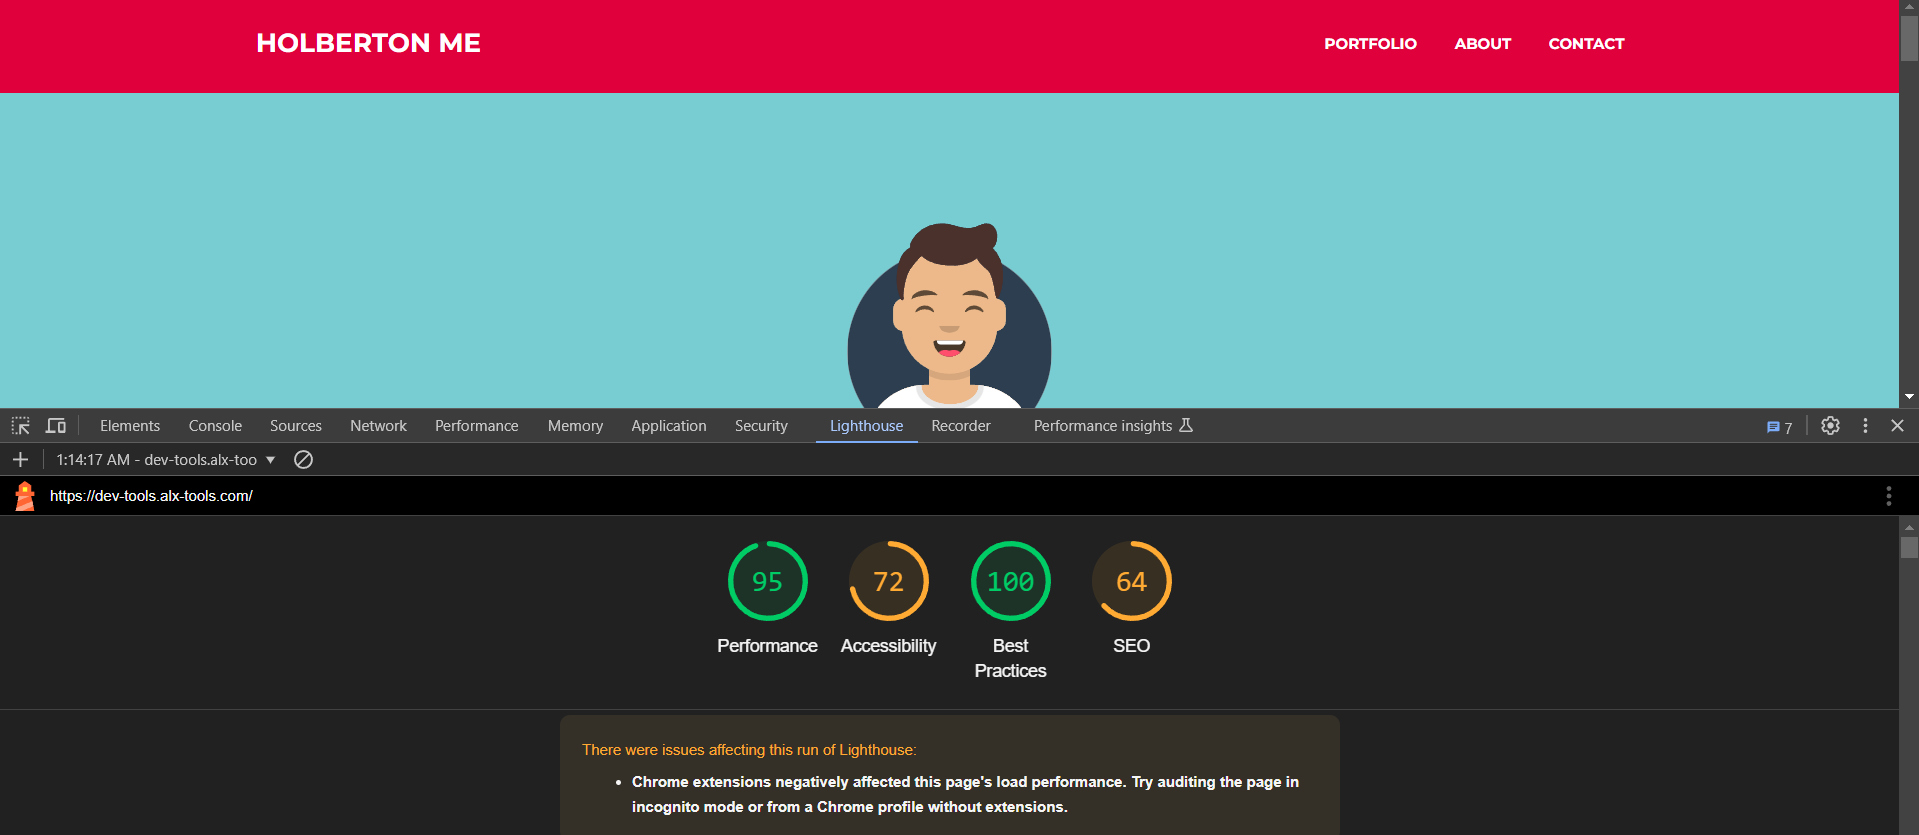 HOLBERTON ME
PORTFOLIO ABOUT CONTACT
Elements Console Sources Network Performance Memory Application Security Lighthouse Recorder Performance insights 7
1:14:17 AM - dev-tools.alx-too
https://dev-tools.alx-tools.com/
95 72 100 64
Performance Accessibility Best Practices SEO
There were issues affecting this run of Lighthouse:
• Chrome extensions negatively affected this page's load performance. Try auditing the page in
incognito mode or from a Chrome profile without extensions.